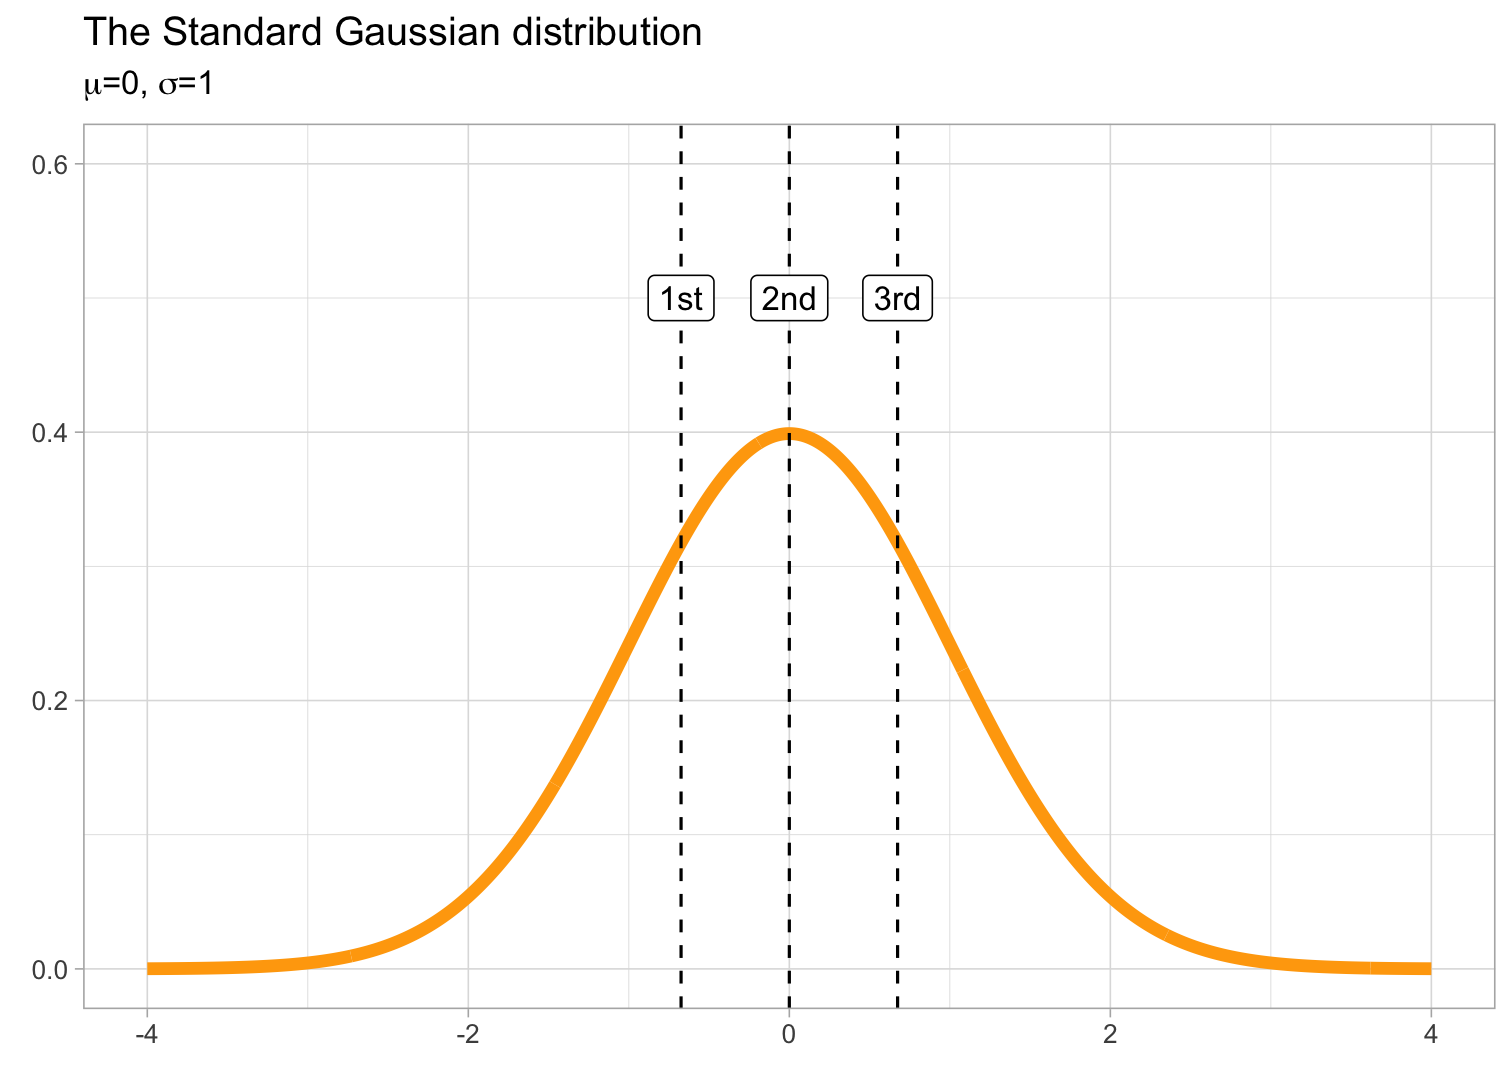 The Standard Gaussian distribution
μ=0, σ=1
0.6
1st 2nd 3rd
0.4
0.2
0.0
-4 -2 0 2 4